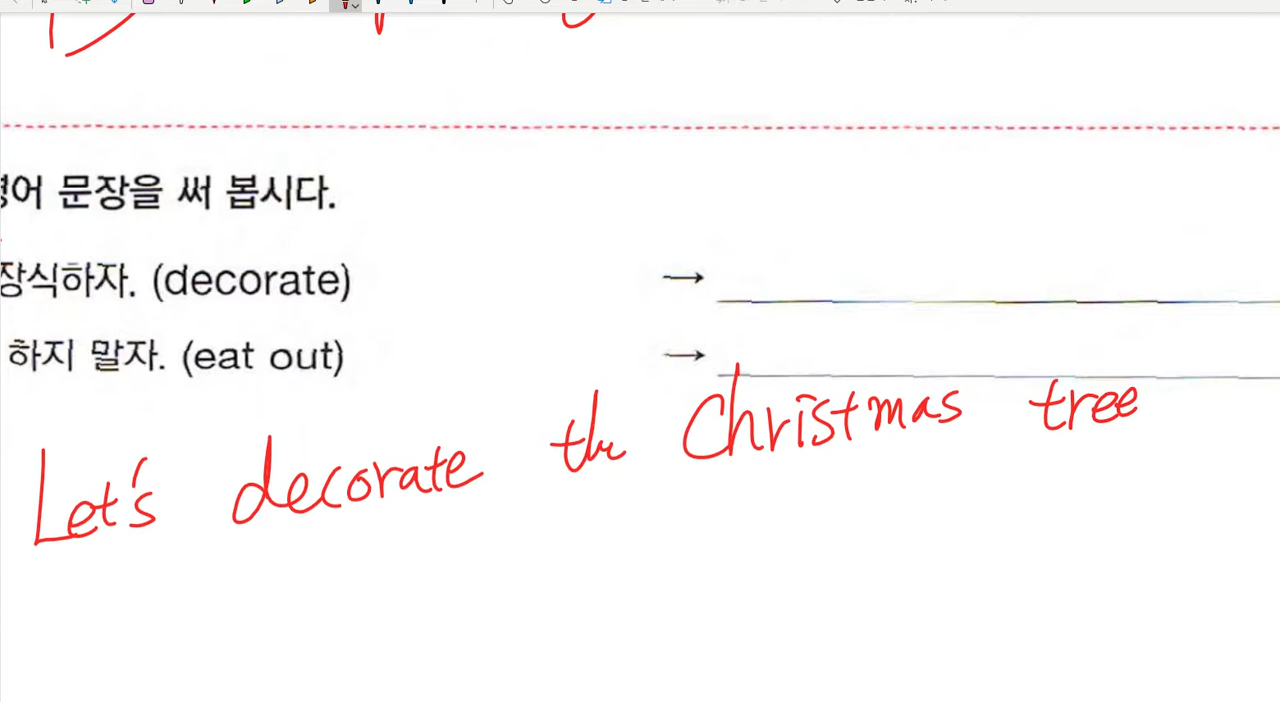 어 문장을 써 봅시다.
장식하자. (decorate) →
하지 말자. (eat out) →
Let's decorate the Christmas tree